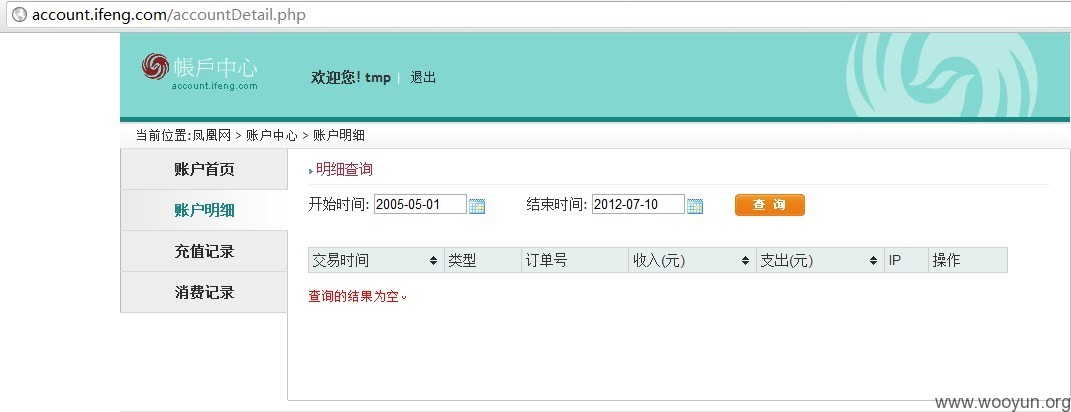 account.ifeng.com/accountDetail.php
帳戶中心
account.ifeng.com
欢迎您! tmp | 退出
当前位置:凤凰网 > 账户中心 > 账户明细
账户首页
账户明细
充值记录
消费记录
明细查询
开始时间: 2005-05-01 结束时间: 2012-07-10 查 询
交易时间 类型 订单号 收入(元) 支出(元) IP 操作
查询的结果为空。
www.wooyun.org